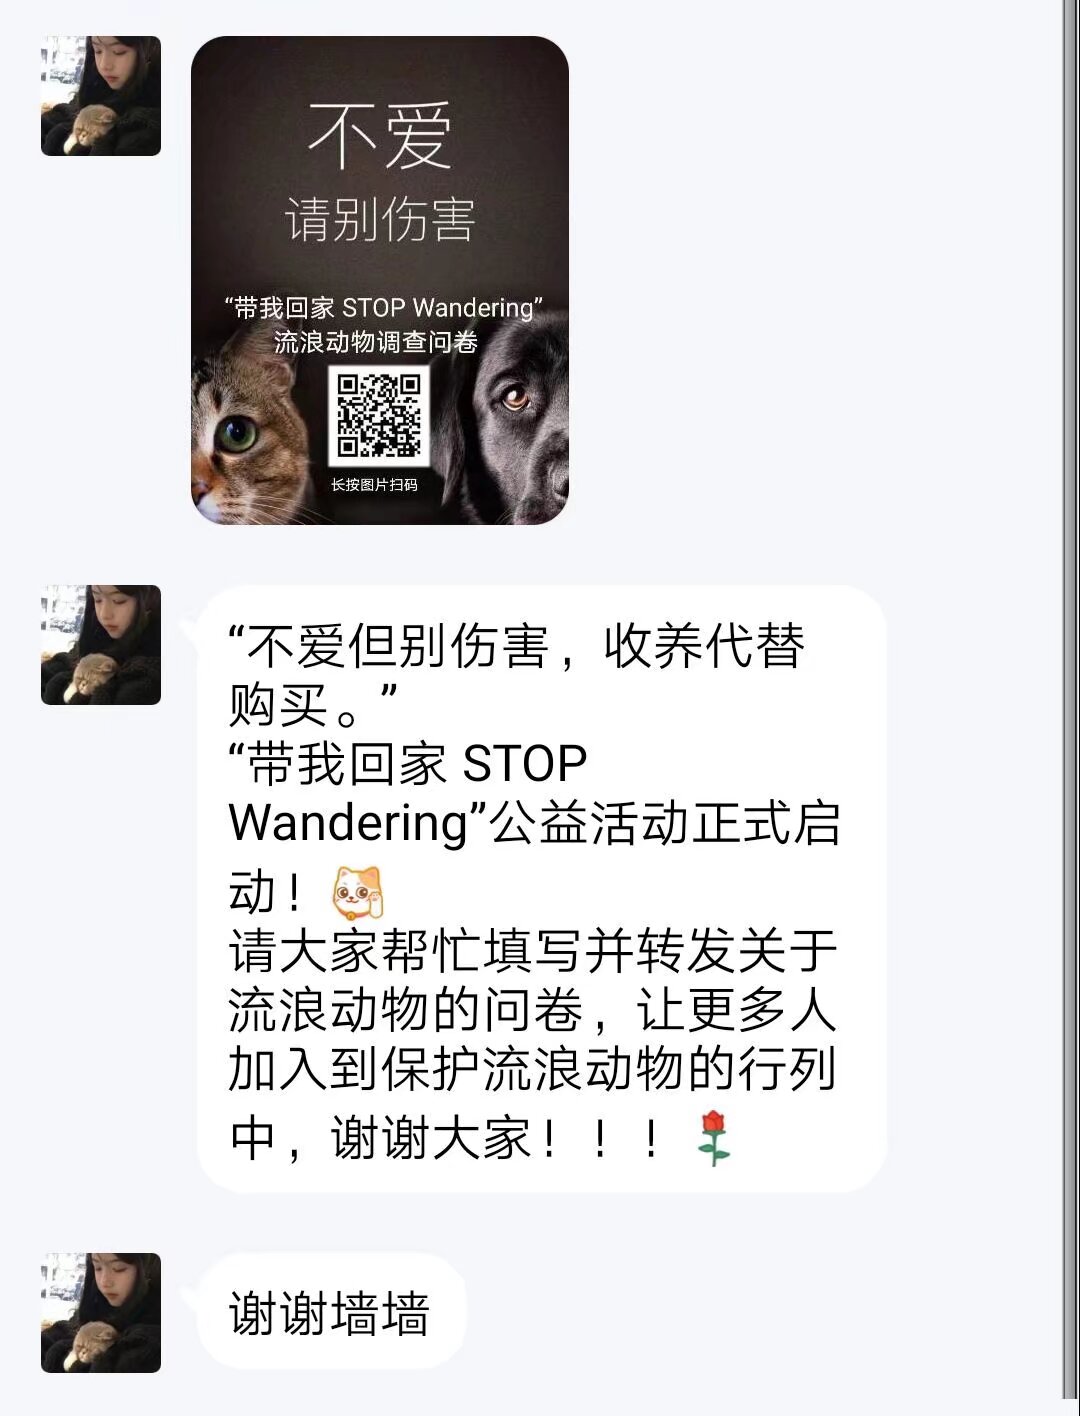 不爱
请别伤害
“带我回家 STOP Wandering”
流浪动物调查问卷
长按图片扫码
“不爱但别伤害，收养代替
购买。”
“带我回家 STOP
Wandering”公益活动正式启
动！
请大家帮忙填写并转发关于
流浪动物的问卷，让更多人
加入到保护流浪动物的行列
中，谢谢大家！！！
谢谢墙墙